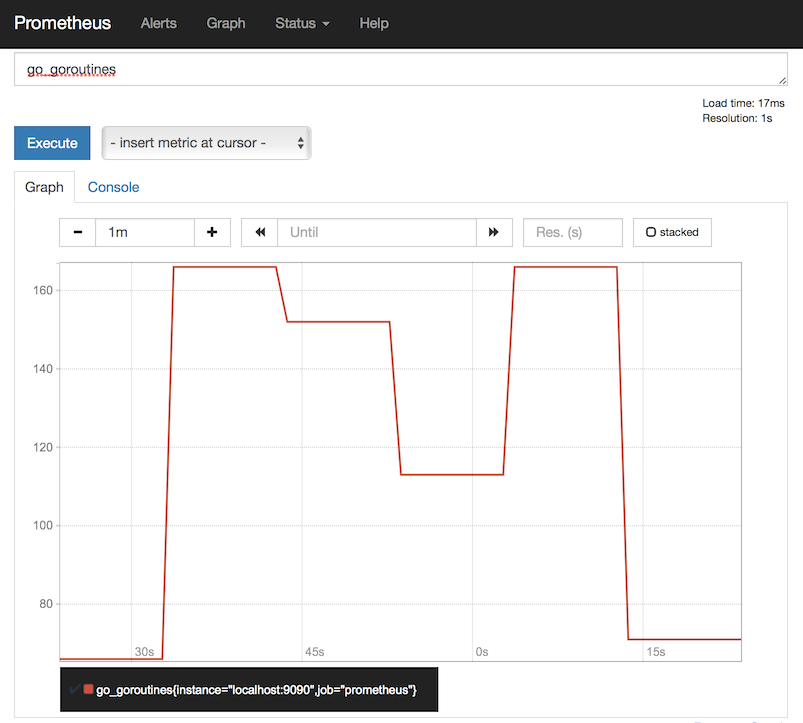 Prometheus Alerts Graph Status Help
go_goroutines
Load time: 17ms
Resolution: 1s
Execute - insert metric at cursor -
Graph Console
- 1m + Until Res. (s) stacked
160
140
120
100
80
30s 45s 0s 15s
go_goroutines{instance="localhost:9090",job="prometheus"}